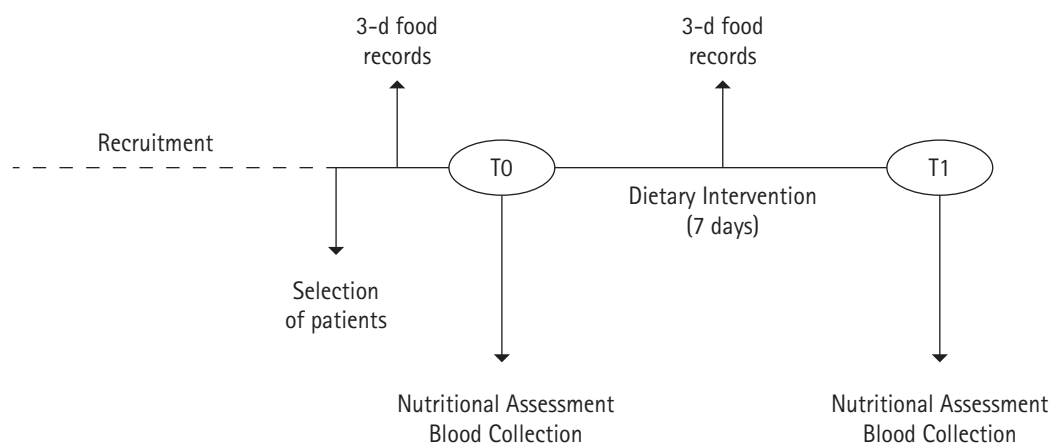 3-d food
records
3-d food
records
Recruitment
T0
T1
Dietary Intervention
(7 days)
Selection
of patients
Nutritional Assessment
Blood Collection
Nutritional Assessment
Blood Collection